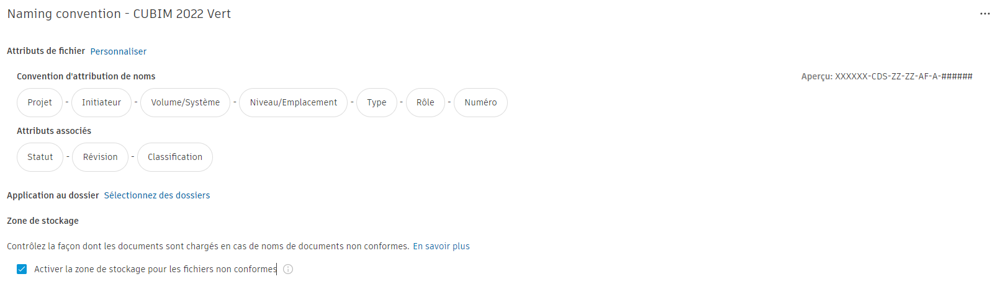 Naming convention - CUBIM 2022 Vert
Attributs de fichier Personnaliser
Convention d'attribution de noms Aperçu: XXXXXX-CDS-ZZ-ZZ-AF-A-######
Projet - Initiateur - Volume/Système - Niveau/Emplacement - Type - Rôle - Numéro
Attributs associés
Statut - Révision - Classification
Application au dossier Sélectionnez des dossiers
Zone de stockage
Contrôlez la façon dont les documents sont chargés en cas de noms de documents non conformes. En savoir plus
Activer la zone de stockage pour les fichiers non conformes